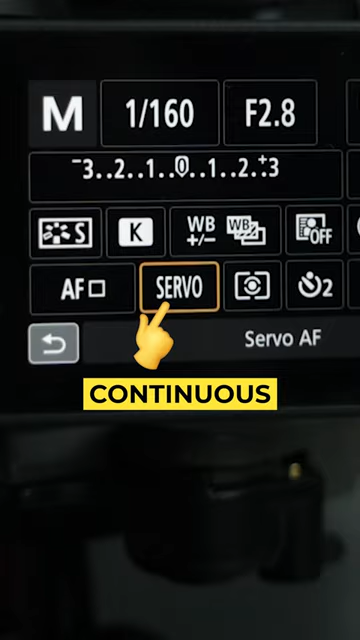 M 1/160 F2.8
-3..2..1..0..1..2.+3
S K WB +/- WB OFF
AF SERVO 2
Servo AF
CONTINUOUS